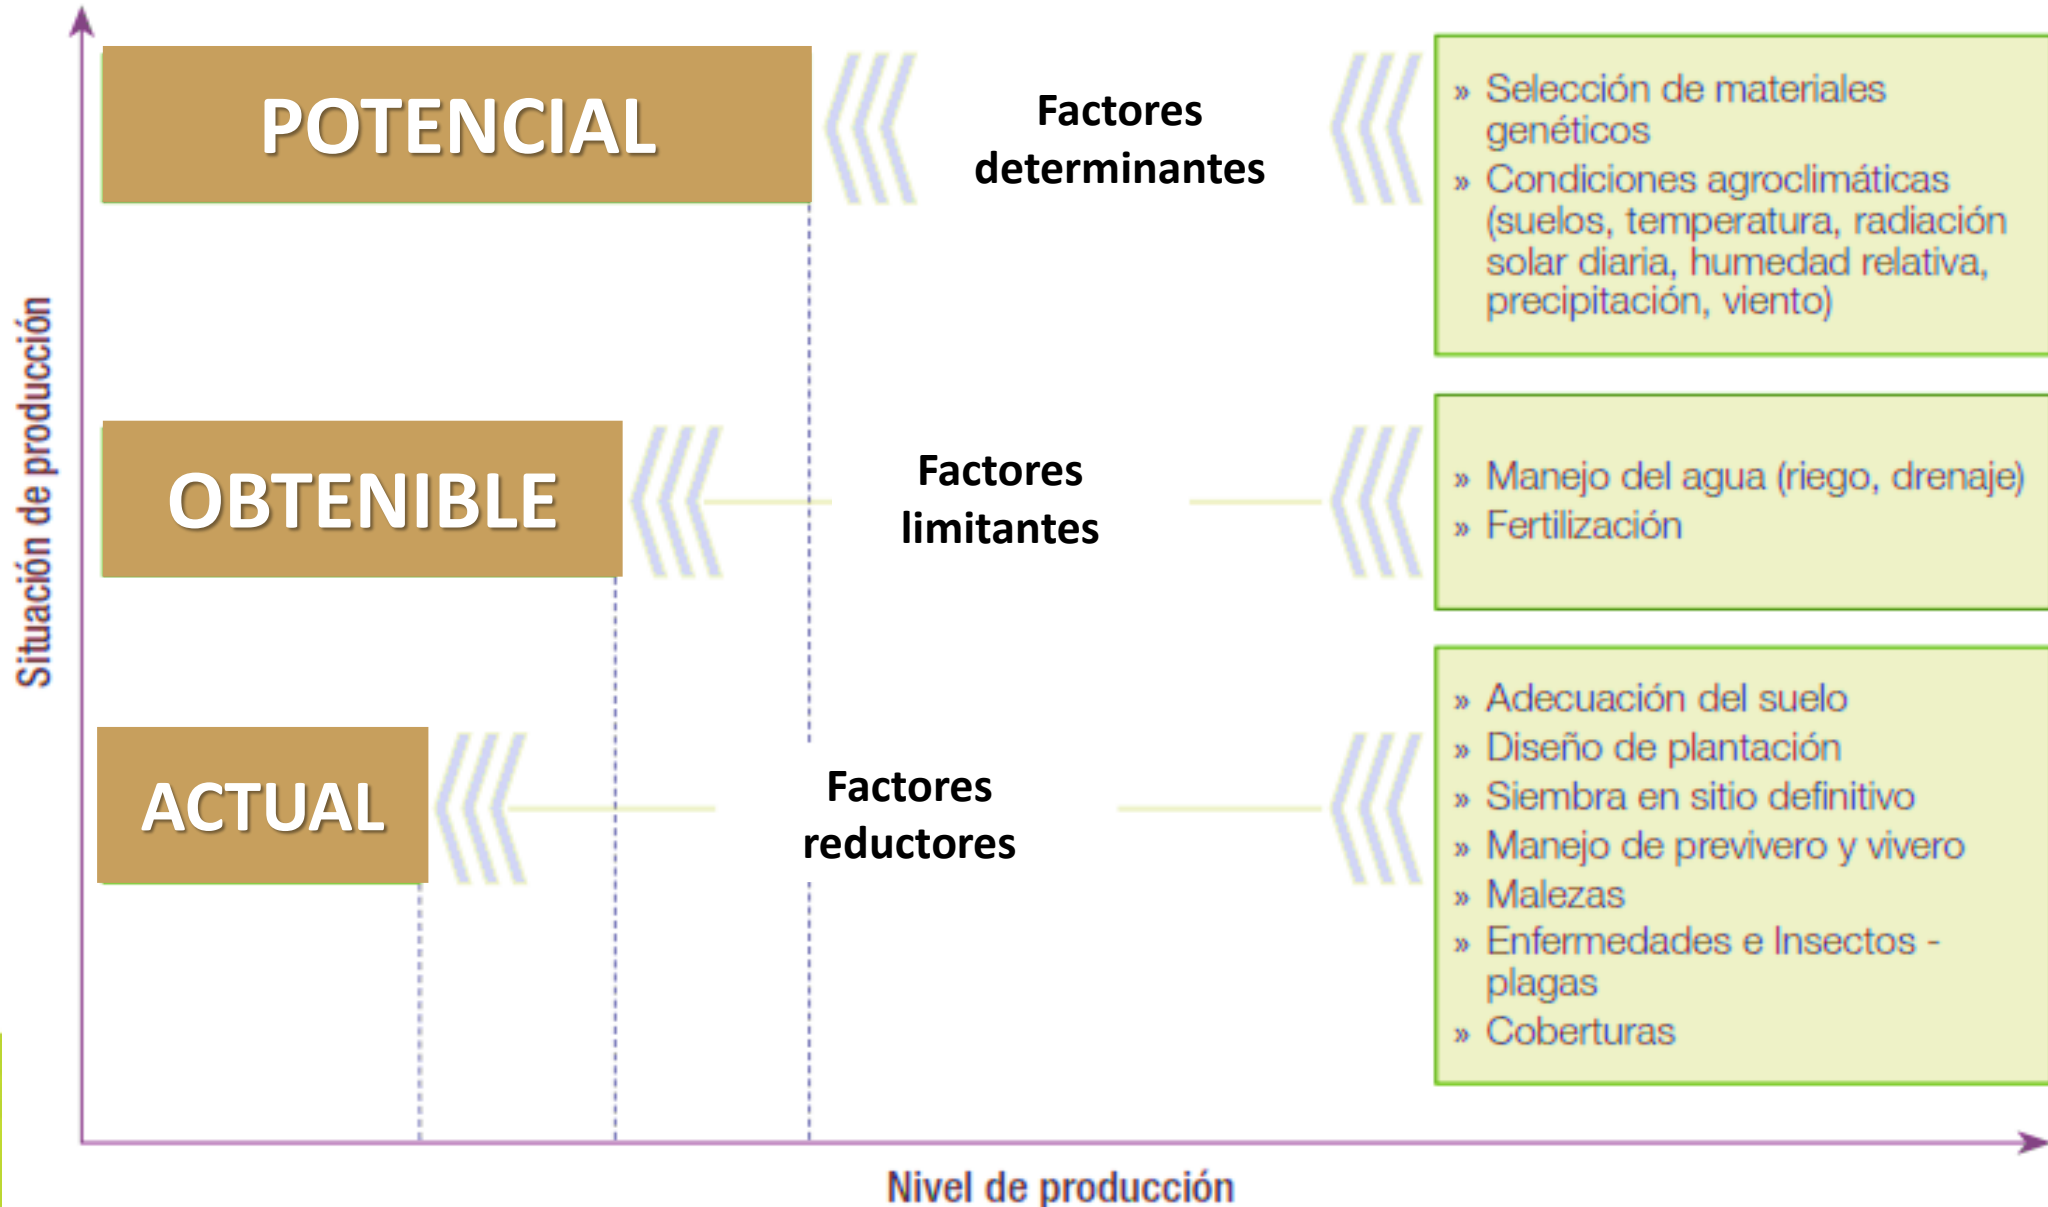 POTENCIAL
Factores
determinantes
» Selección de materiales
genéticos
» Condiciones agroclimáticas
(suelos, temperatura, radiación
solar diaria, humedad relativa,
precipitación, viento)
Situación de producción
OBTENIBLE
Factores
limitantes
» Manejo del agua (riego, drenaje)
» Fertilización
ACTUAL
Factores
reductores
» Adecuación del suelo
» Diseño de plantación
» Siembra en sitio definitivo
» Manejo de previvero y vivero
» Malezas
» Enfermedades e Insectos -
plagas
» Coberturas
Nivel de producción